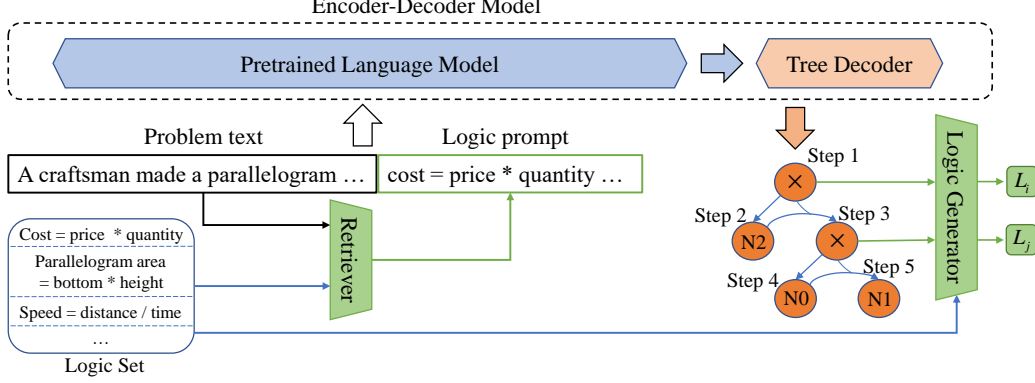 Encoder-Decoder Model
Pretrained Language Model
Tree Decoder
Problem text
Logic prompt
A craftsman made a parallelogram …
cost = price * quantity …
Retriever
Cost = price * quantity
Parallelogram area
= bottom * height
Speed = distance / time
…
Logic Set
Step 1
×
Step 2
N2
Step 3
×
Step 4
N0
Step 5
N1
Logic Generator
L_i
L_j